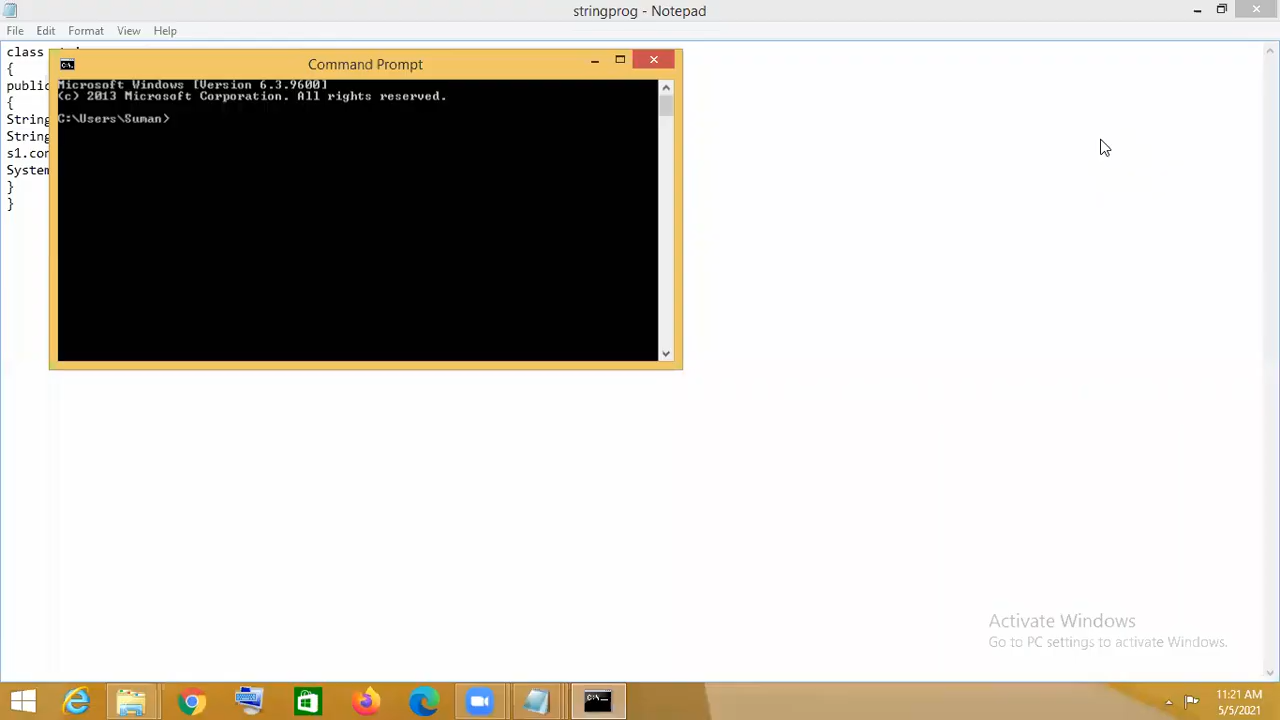 stringprog - Notepad
File Edit Format View Help
class
{
public
{
String
String
s1.con
System
}
}
Command Prompt
Microsoft Windows [Version 6.3.9600]
(c) 2013 Microsoft Corporation. All rights reserved.
C:\Users\Suman>
Activate Windows
Go to PC settings to activate Windows.
11:21 AM
5/5/2021